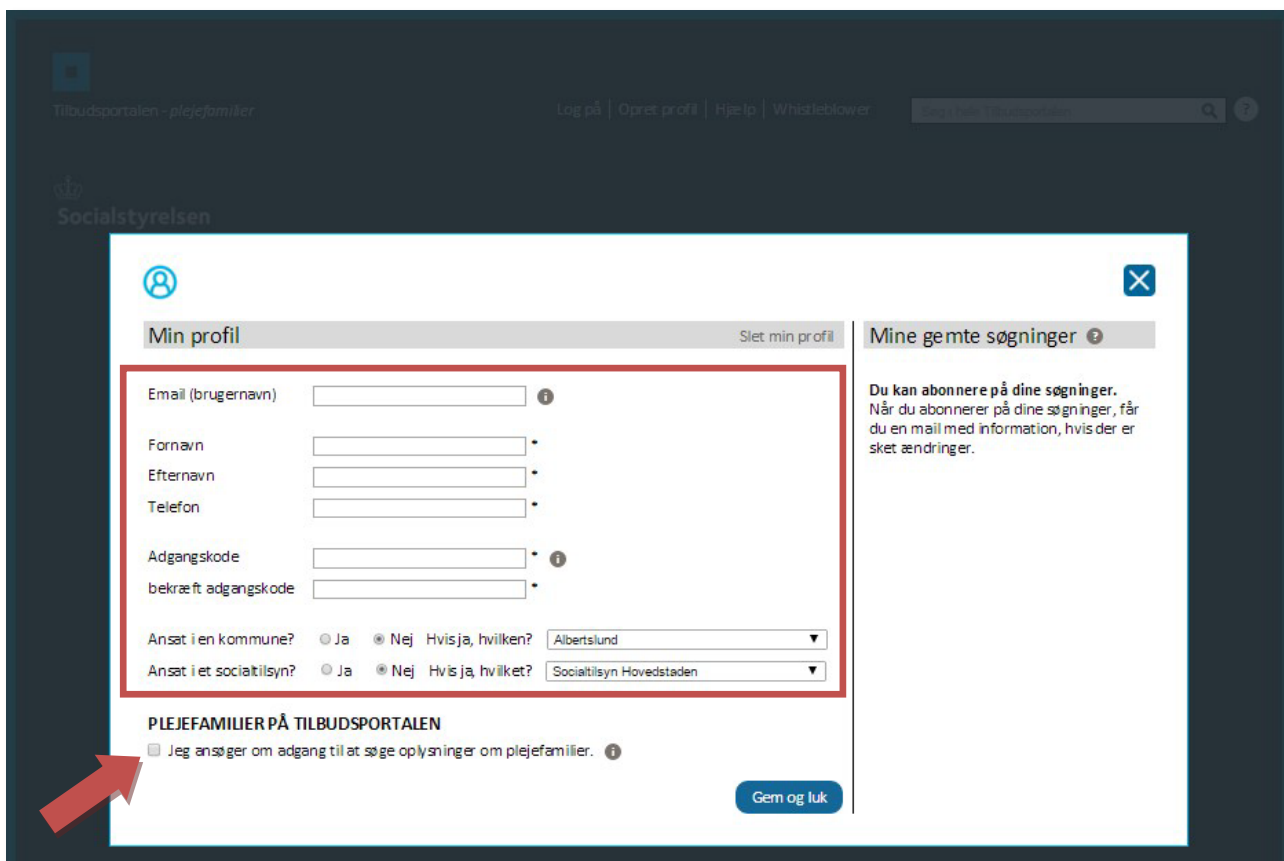 Tilbudsportalen - plejefamilier
Log på | Opret profil | Hjælp | Whistleblower
Søg i hele Tilbudsportalen
?
Socialstyrelsen
Min profil
Slet min profil
Email (brugernavn)
i
Fornavn
*
Efternavn
*
Telefon
*
Adgangskode
* i
bekræft adgangskode
*
Ansat i en kommune? Ja Nej Hvis ja, hvilken? Albertslund ▼
Ansat i et socialtilsyn? Ja Nej Hvis ja, hvilket? Socialtilsyn Hovedstaden ▼
PLEJEFAMILIER PÅ TILBUDSPORTALEN
Jeg ansøger om adgang til at søge oplysninger om plejefamilier. i
Gem og luk
Mine gemte søgninger ?
Du kan abonnere på dine søgninger.
Når du abonnerer på dine søgninger, får
du en mail med information, hvis der er
sket ændringer.